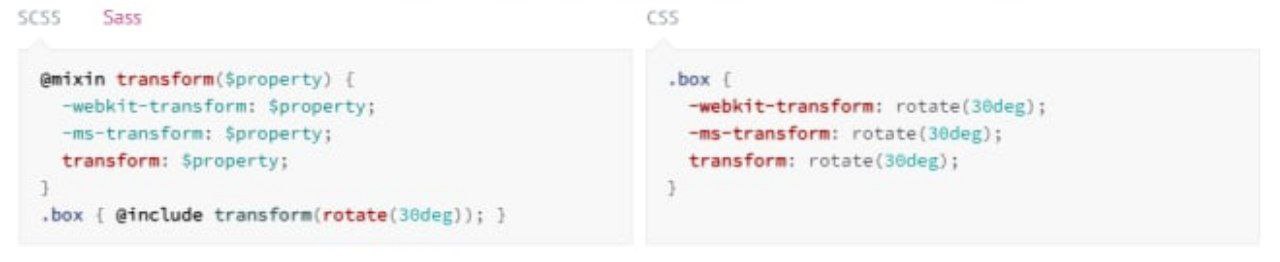 SCSS Sass
@mixin transform($property) {
-webkit-transform: $property;
-ms-transform: $property;
transform: $property;
}
.box { @include transform(rotate(30deg)); }
CSS
.box {
-webkit-transform: rotate(30deg);
-ms-transform: rotate(30deg);
transform: rotate(30deg);
}